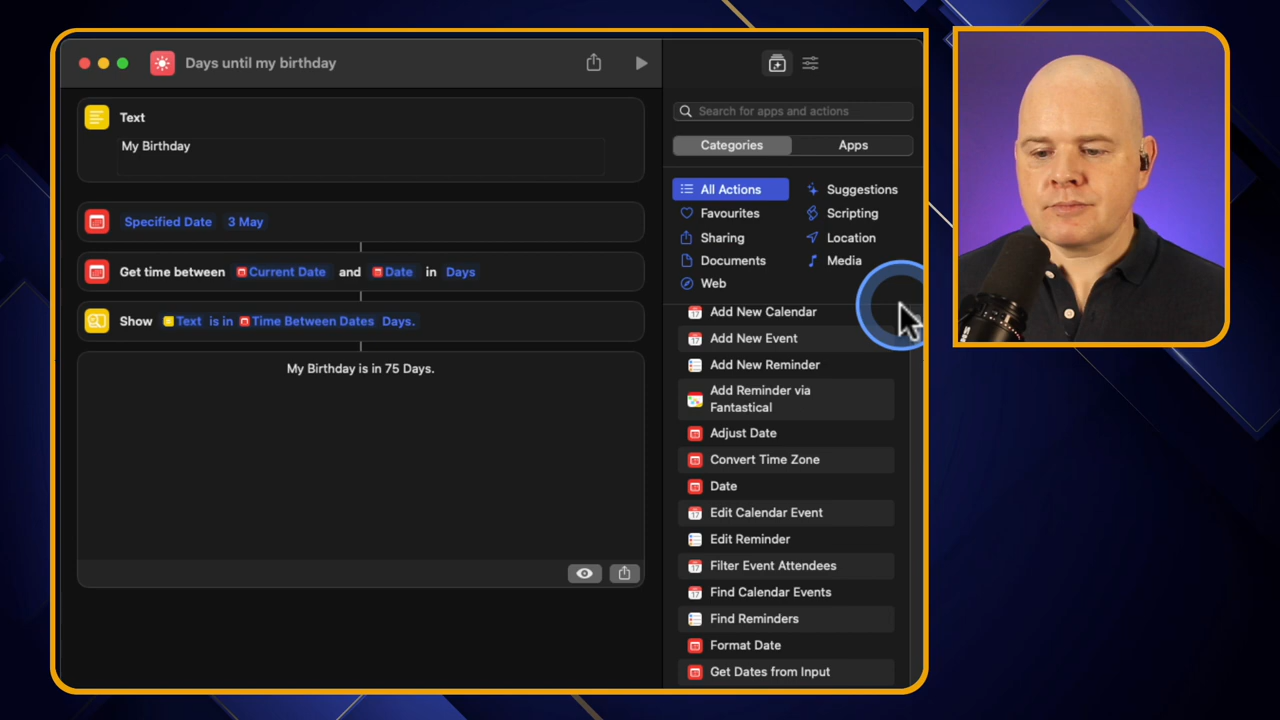 Days until my birthday
Text
My Birthday
Specified Date 3 May
Get time between Current Date and Date in Days
Show Text is in Time Between Dates Days.
My Birthday is in 75 Days.
Search for apps and actions
Categories Apps
All Actions Suggestions
Favourites Scripting
Sharing Location
Documents Media
Web
Add New Calendar
Add New Event
Add New Reminder
Add Reminder via
Fantastical
Adjust Date
Convert Time Zone
Date
Edit Calendar Event
Edit Reminder
Filter Event Attendees
Find Calendar Events
Find Reminders
Format Date
Get Dates from Input